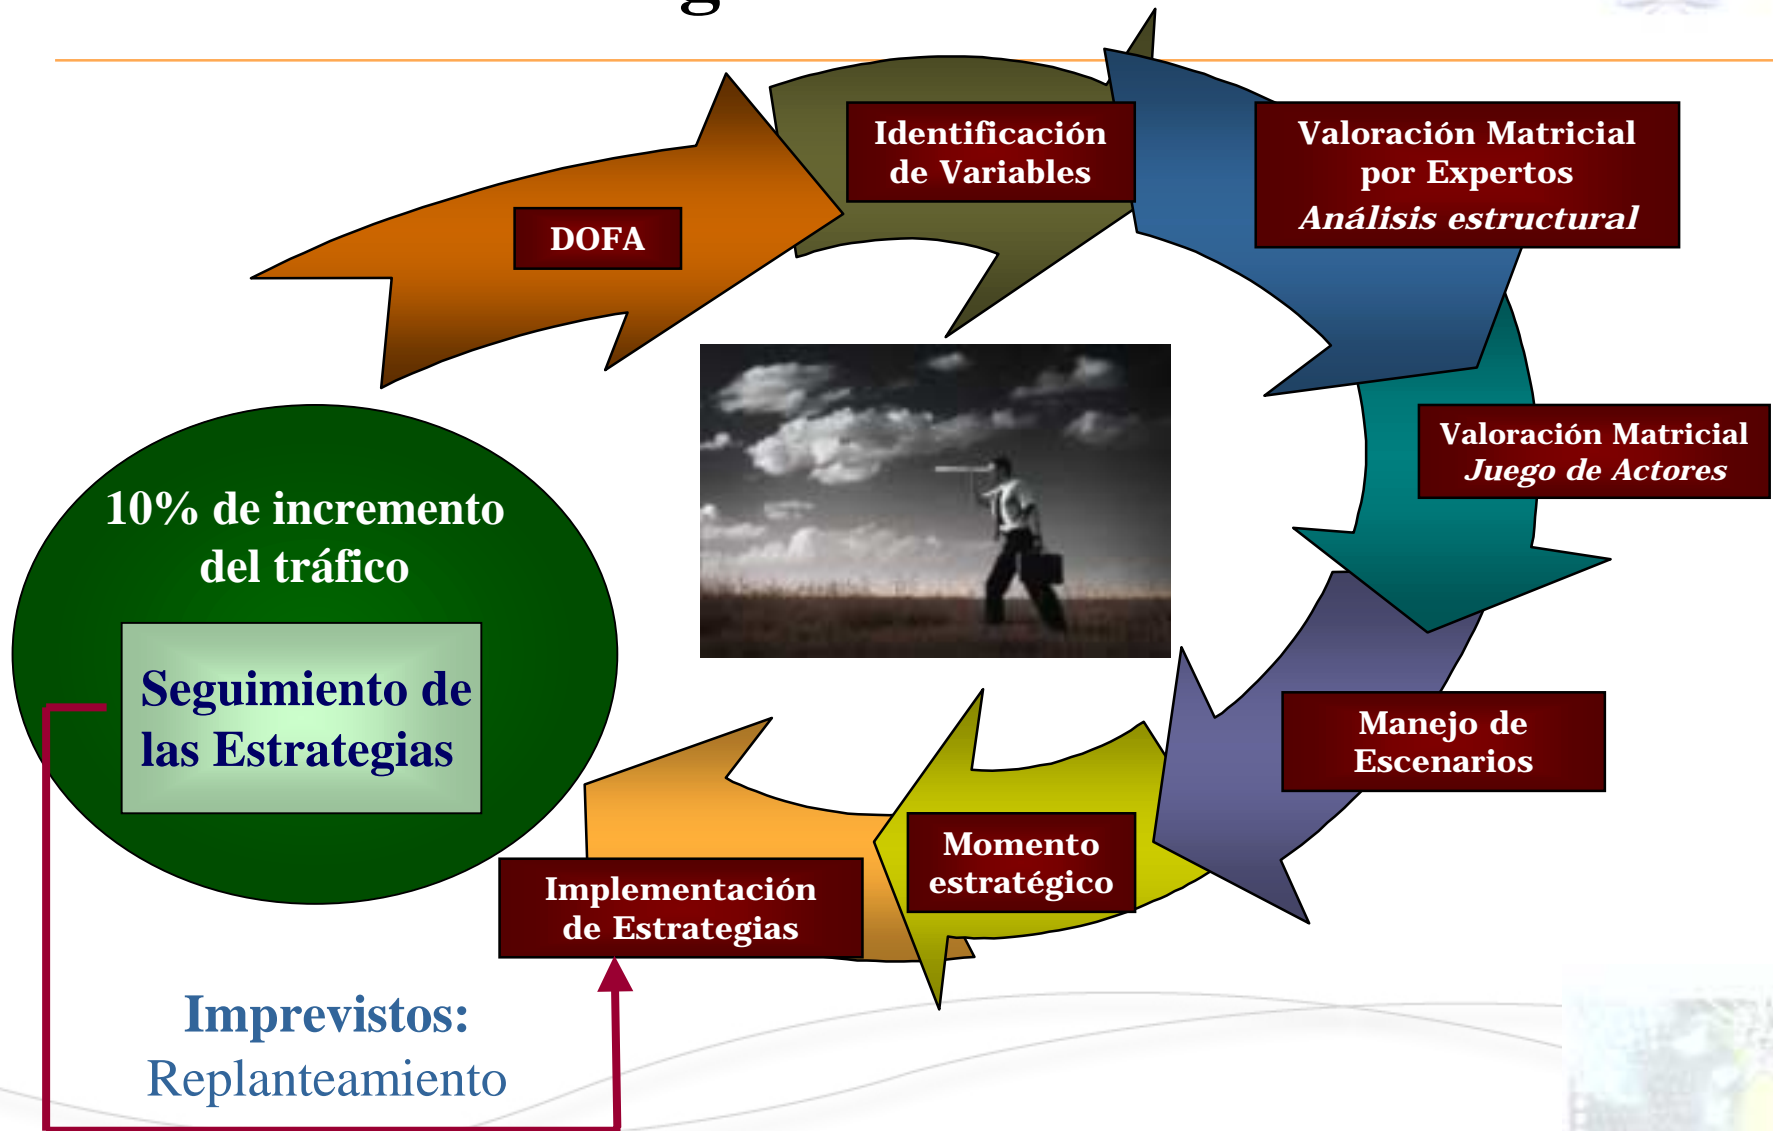 DOFA
Identificación
de Variables
Valoración Matricial
por Expertos
Análisis estructural
Valoración Matricial
Juego de Actores
Manejo de
Escenarios
Momento
estratégico
Implementación
de Estrategias
10% de incremento
del tráfico
Seguimiento de
las Estrategias
Imprevistos:
Replanteamiento